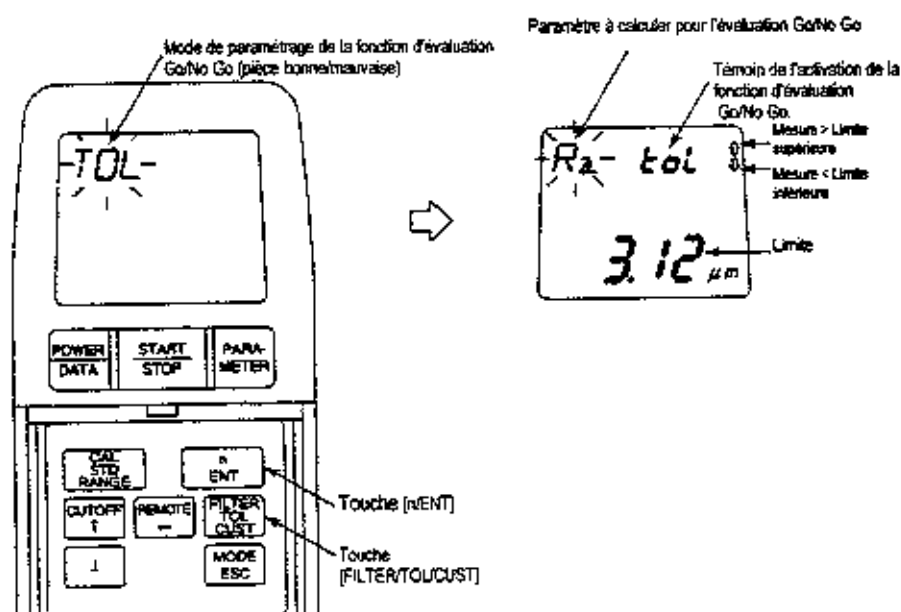 Mode de paramétrage de la fonction d'évaluation
Go/No Go (pièce bonne/mauvaise)
TOL
POWER
DATA
START
STOP
PARA-
METER
CAL
STD
RANGE
n
ENT
CUTOFF
↑
REMOTE
←
FILTER
TOL
CUST
MODE
ESC
Touche [n/ENT]
Touche
[FILTER/TOL/CUST]
Paramètre à calculer pour l'évaluation Go/No Go
Témoin de l'activation de la
fonction d'évaluation
Go/No Go.
Ra tol
Mesure > Limite
supérieure
Mesure < Limite
inférieure
3.12 µm
Limite